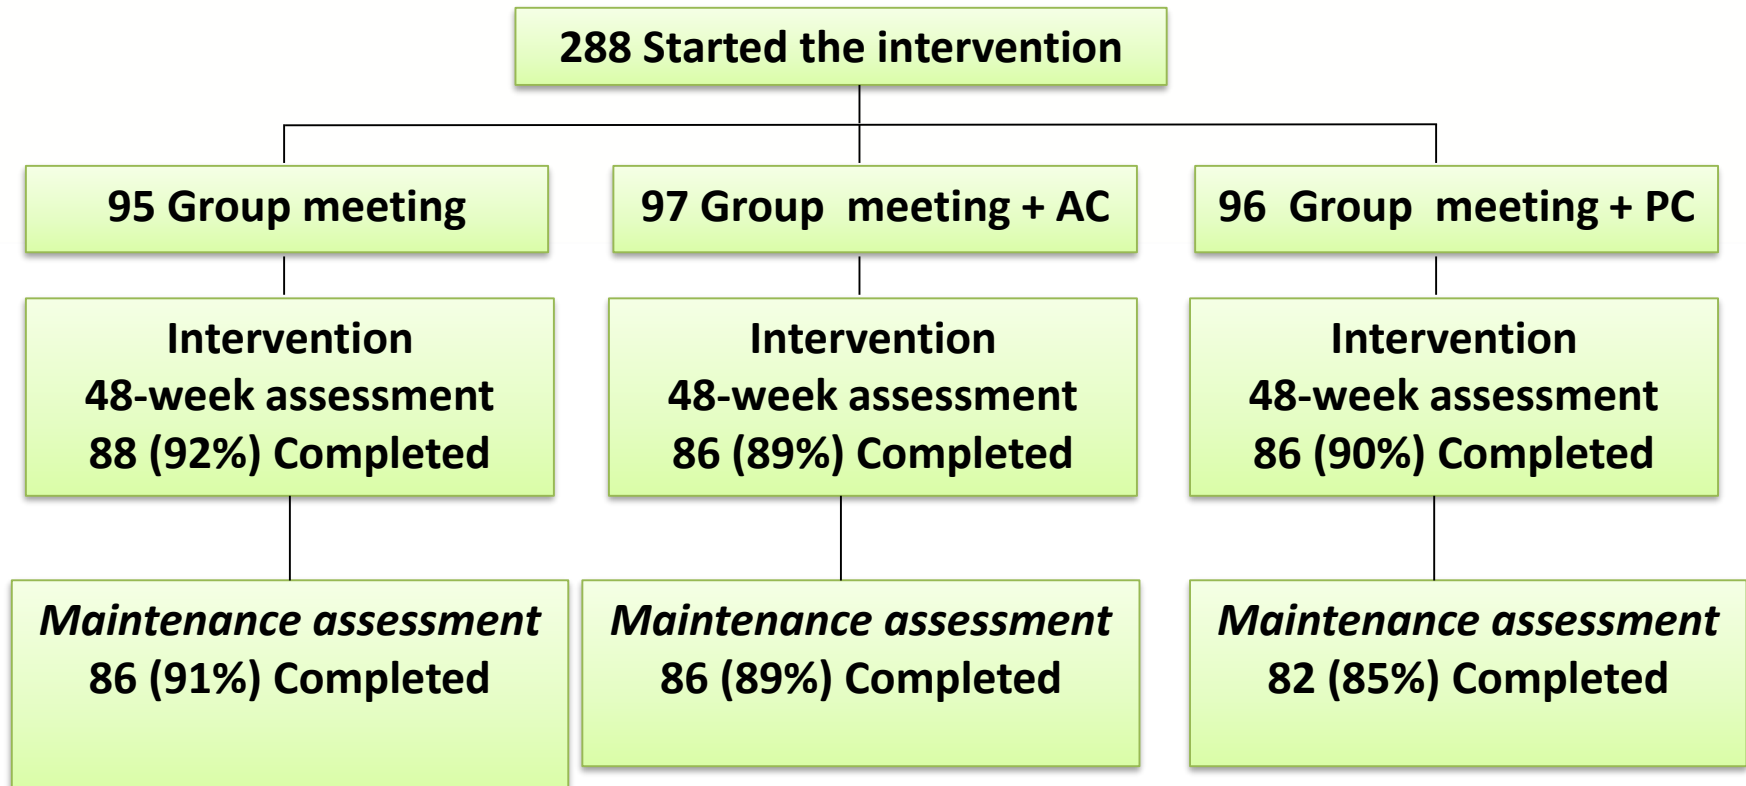 288 Started the intervention
95 Group meeting
97 Group  meeting + AC
96  Group  meeting + PC
Intervention
48-week assessment
88 (92%) Completed
Intervention
48-week assessment
86 (89%) Completed
Intervention
48-week assessment
86 (90%) Completed
Maintenance assessment
86 (91%) Completed
Maintenance assessment
86 (89%) Completed
Maintenance assessment
82 (85%) Completed